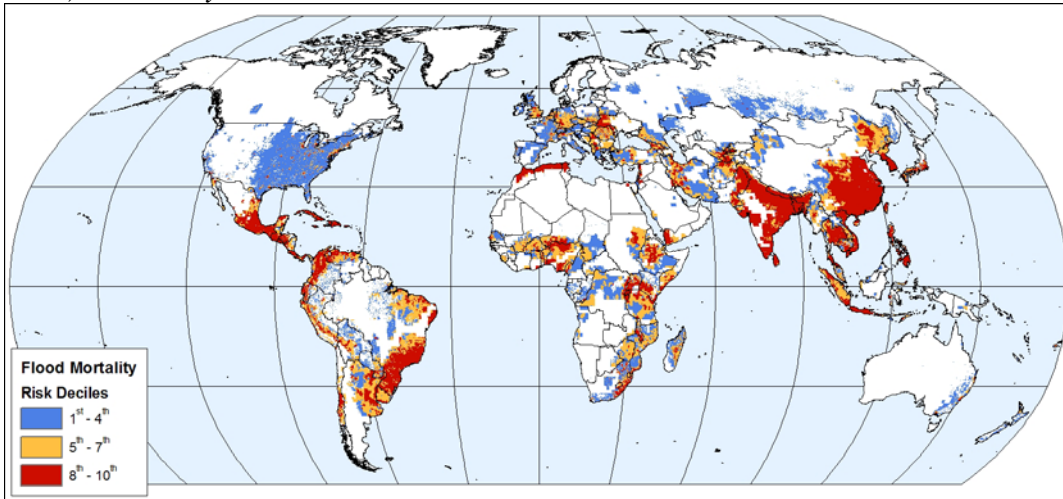 Flood Mortality
Risk Deciles
1st - 4th
5th - 7th
8th - 10th